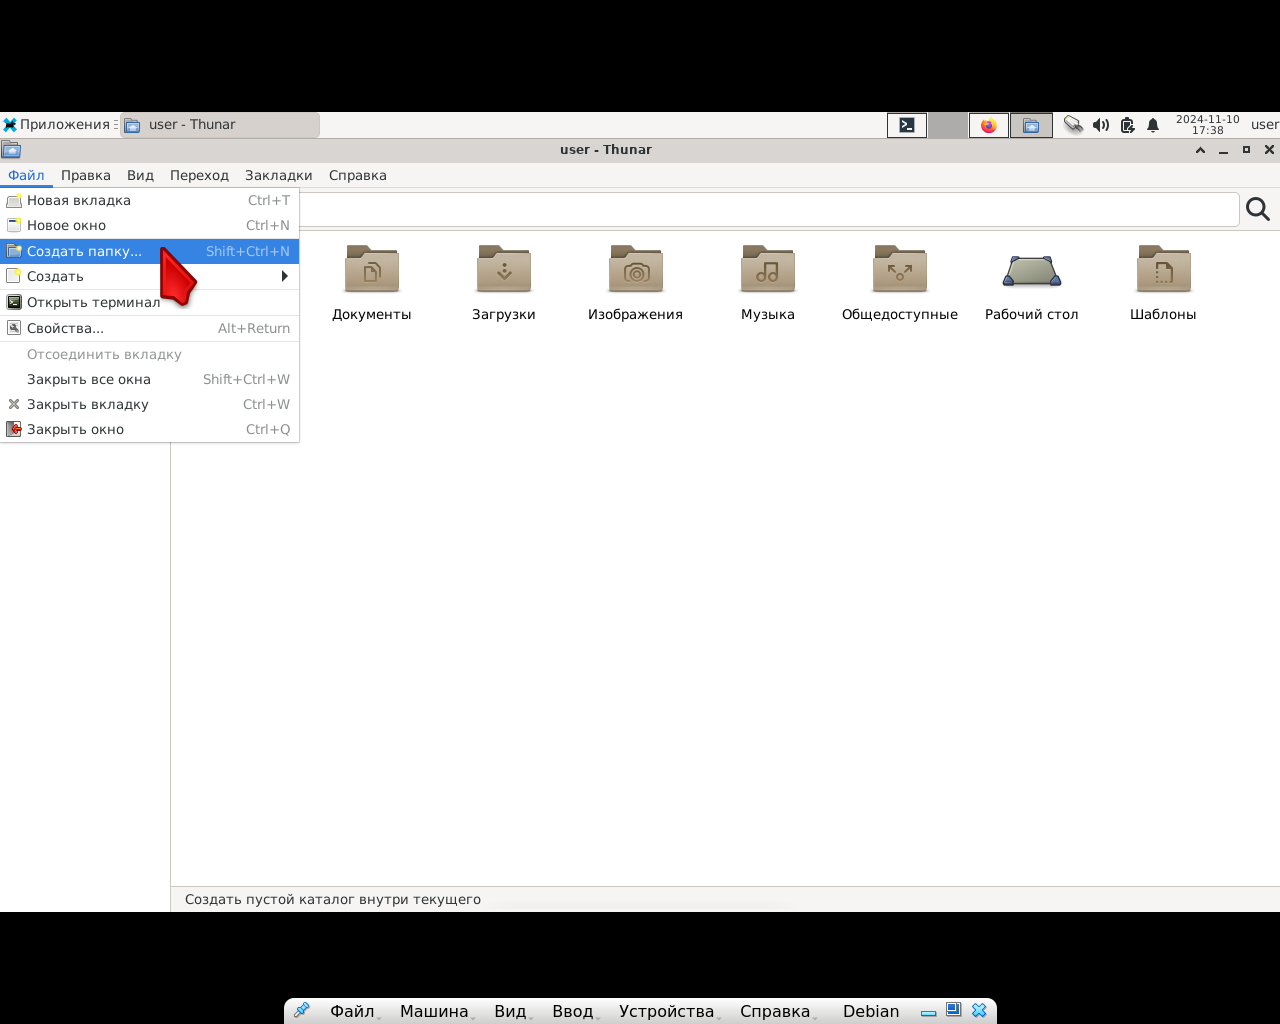 Приложения user - Thunar 2024-11-10 17:38 user
user - Thunar
Файл Правка Вид Переход Закладки Справка
Новая вкладка Ctrl+T
Новое окно Ctrl+N
Создать папку... Shift+Ctrl+N
Создать
Открыть терминал
Свойства... Alt+Return
Отсоединить вкладку
Закрыть все окна Shift+Ctrl+W
Закрыть вкладку Ctrl+W
Закрыть окно Ctrl+Q
Документы Загрузки Изображения Музыка Общедоступные Рабочий стол Шаблоны
Создать пустой каталог внутри текущего
Файл Машина Вид Ввод Устройства Справка Debian